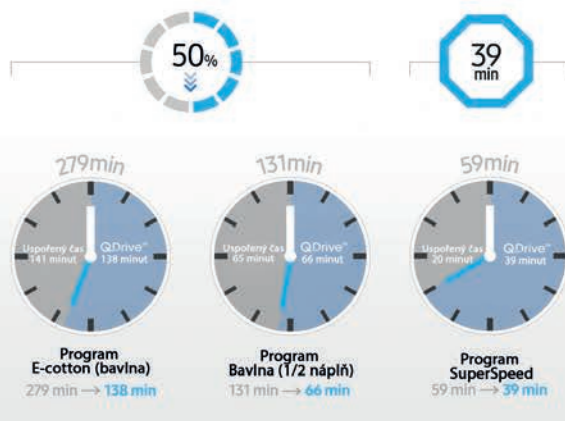 50%
39
min
279min
131min
59min
Uspořený čas
141 minut
QDrive™
138 minut
Uspořený čas
65 minut
QDrive™
66 minut
Uspořený čas
20 minut
QDrive™
39 minut
Program
E-cotton (bavlna)
279 min → 138 min
Program
Bavlna (1/2 náplň)
131 min → 66 min
Program
SuperSpeed
59 min → 39 min